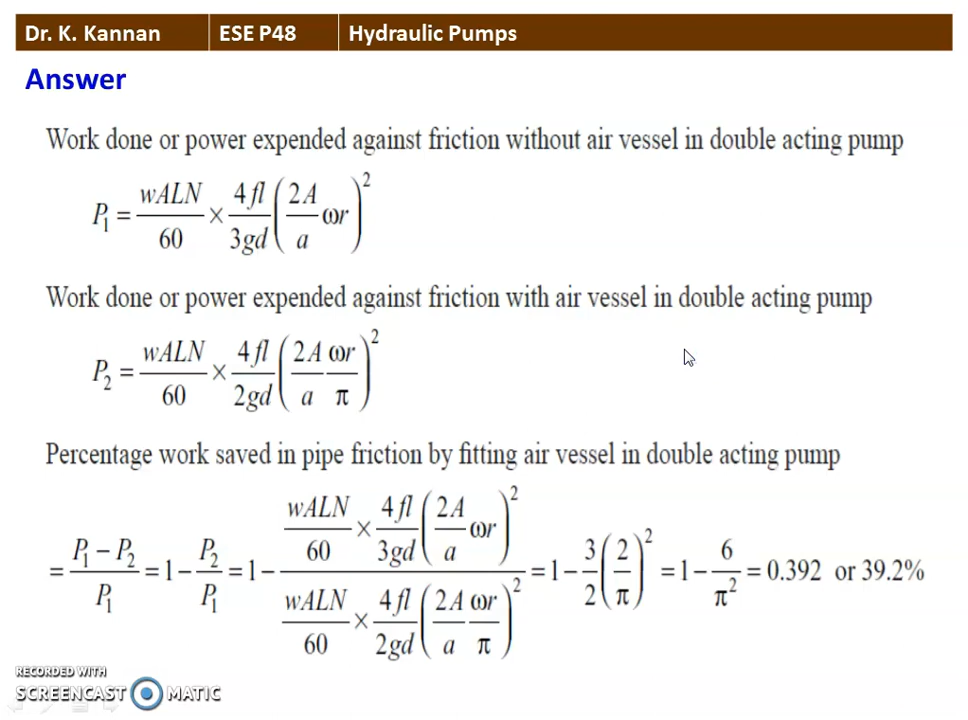 Dr. K. Kannan ESE P48 Hydraulic Pumps
Answer
Work done or power expended against friction without air vessel in double acting pump
P₁ = wALN/60 × 4fl/3gd (2A/a ωr)²
Work done or power expended against friction with air vessel in double acting pump
P₂ = wALN/60 × 4fl/2gd (2A/a ωr/π)²
Percentage work saved in pipe friction by fitting air vessel in double acting pump
= (P₁ − P₂)/P₁ = 1 − P₂/P₁ = 1 − [wALN/60 × 4fl/3gd (2A/a ωr)²]/[wALN/60 × 4fl/2gd (2A/a ωr/π)²] = 1 − 3/2 (2/π)² = 1 − 6/π² = 0.392 or 39.2%
RECORDED WITH
SCREENCAST MATIC